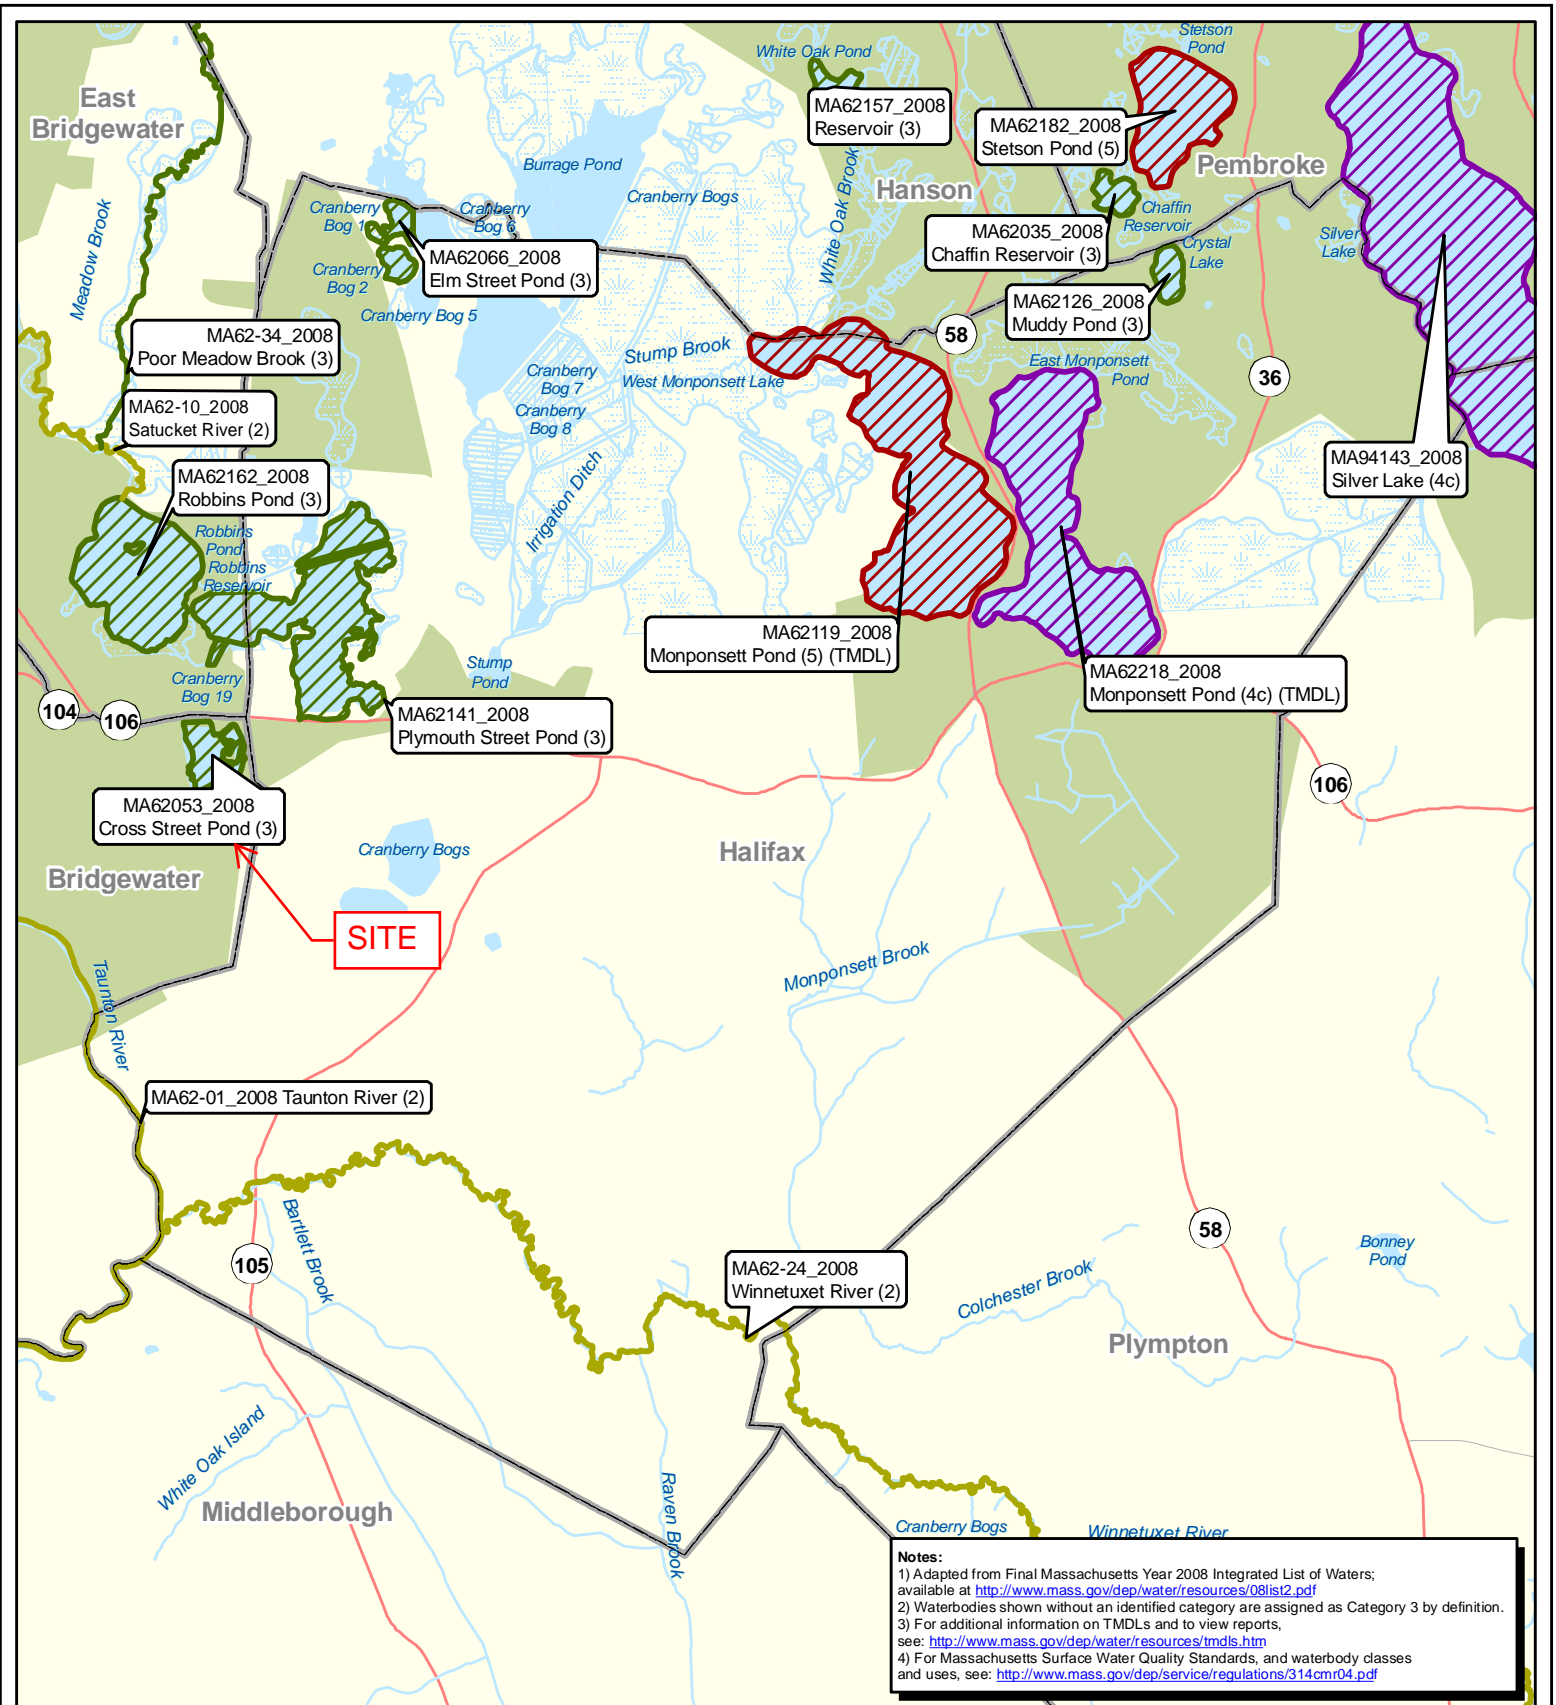 Stetson
Pond
White Oak Pond
East
Bridgewater
MA62157_2008
Reservoir (3)
MA62182_2008
Stetson Pond (5)
Burrage Pond
Pembroke
Hanson
Cranberry Bogs
White Oak Brook
Cranberry
Bog 1
Cranberry
Bog 6
Chaffin
Reservoir
MA62035_2008
Chaffin Reservoir (3)
Silver
Lake
Crystal
Lake
Meadow Brook
MA62066_2008
Elm Street Pond (3)
Cranberry
Bog 2
Cranberry Bog 5
MA62126_2008
Muddy Pond (3)
58
MA62-34_2008
Poor Meadow Brook (3)
Stump Brook
East Monponsett
Pond
36
Cranberry
Bog 7
West Monponsett Lake
MA62-10_2008
Satucket River (2)
Cranberry
Bog 8
MA94143_2008
Silver Lake (4c)
MA62162_2008
Robbins Pond (3)
Irrigation Ditch
Robbins
Pond
Robbins
Reservoir
MA62119_2008
Monponsett Pond (5) (TMDL)
Stump
Pond
MA62218_2008
Monponsett Pond (4c) (TMDL)
Cranberry
Bog 19
104
106
MA62141_2008
Plymouth Street Pond (3)
106
MA62053_2008
Cross Street Pond (3)
Cranberry Bogs
Halifax
Bridgewater
SITE
Monponsett Brook
Taunton River
MA62-01_2008 Taunton River (2)
Bartlett Brook
58
105
Bonney
Pond
MA62-24_2008
Winnetuxet River (2)
Colchester Brook
Plympton
White Oak Island
Middleborough
Raven Brook
Cranberry Bogs
Winnetuxet River
Notes:
1) Adapted from Final Massachusetts Year 2008 Integrated List of Waters;
available at http://www.mass.gov/dep/water/resources/08list2.pdf
2) Waterbodies shown without an identified category are assigned as Category 3 by definition.
3) For additional information on TMDLs and to view reports,
see: http://www.mass.gov/dep/water/resources/tmdls.htm
4) For Massachusetts Surface Water Quality Standards, and waterbody classes
and uses, see: http://www.mass.gov/dep/service/regulations/314cmr04.pdf